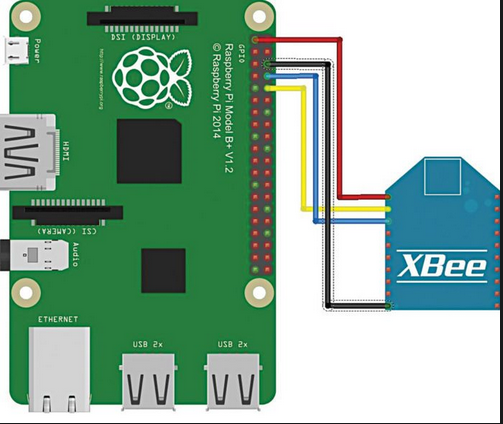 DSI (DISPLAY)
Power
HDMI
CSI (CAMERA)
Audio
ETHERNET
USB 2x
USB 2x
GPIO
Raspberry Pi Model B+ V1.2
© Raspberry Pi 2014
http://www.raspberrypi.org
XBee